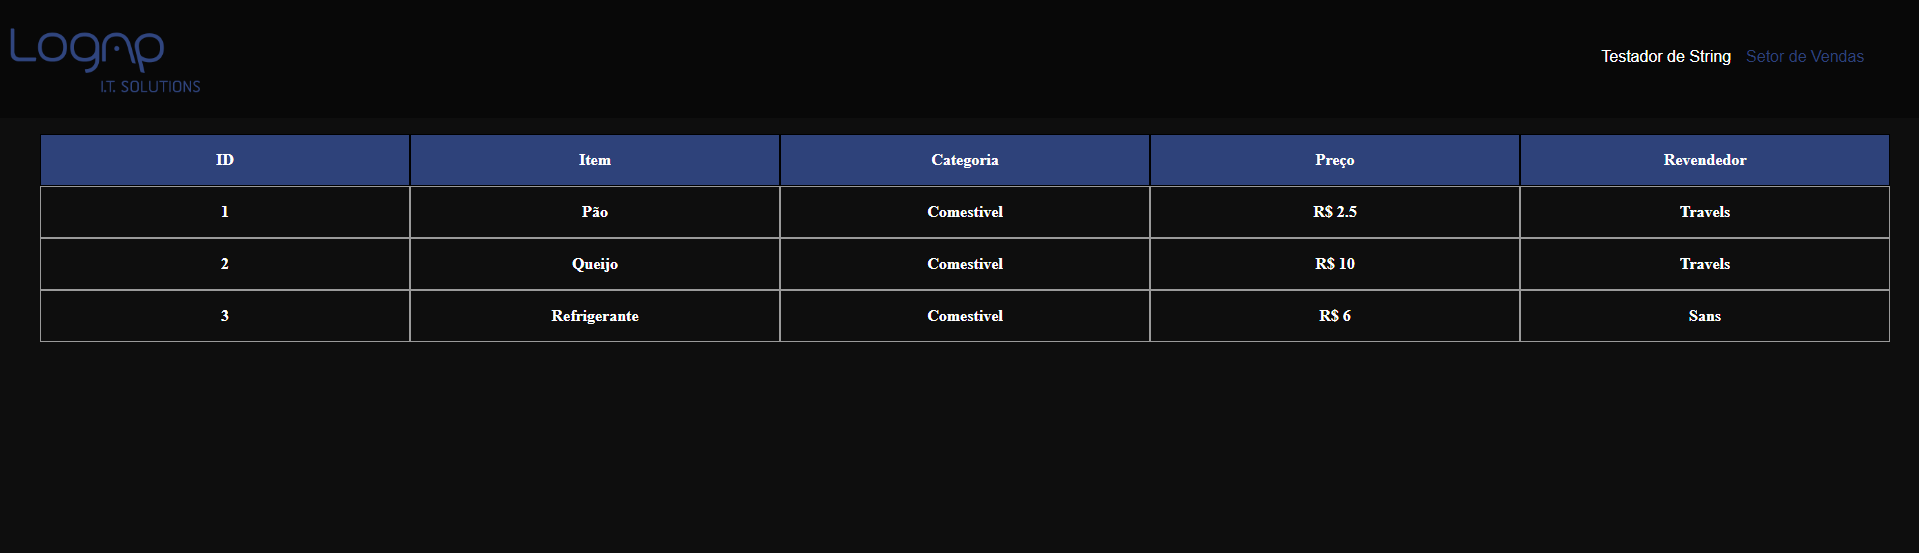 Logap
I.T. SOLUTIONS
Testador de String Setor de Vendas
ID Item Categoria Preço Revendedor
1 Pão Comestivel R$ 2.5 Travels
2 Queijo Comestivel R$ 10 Travels
3 Refrigerante Comestivel R$ 6 Sans